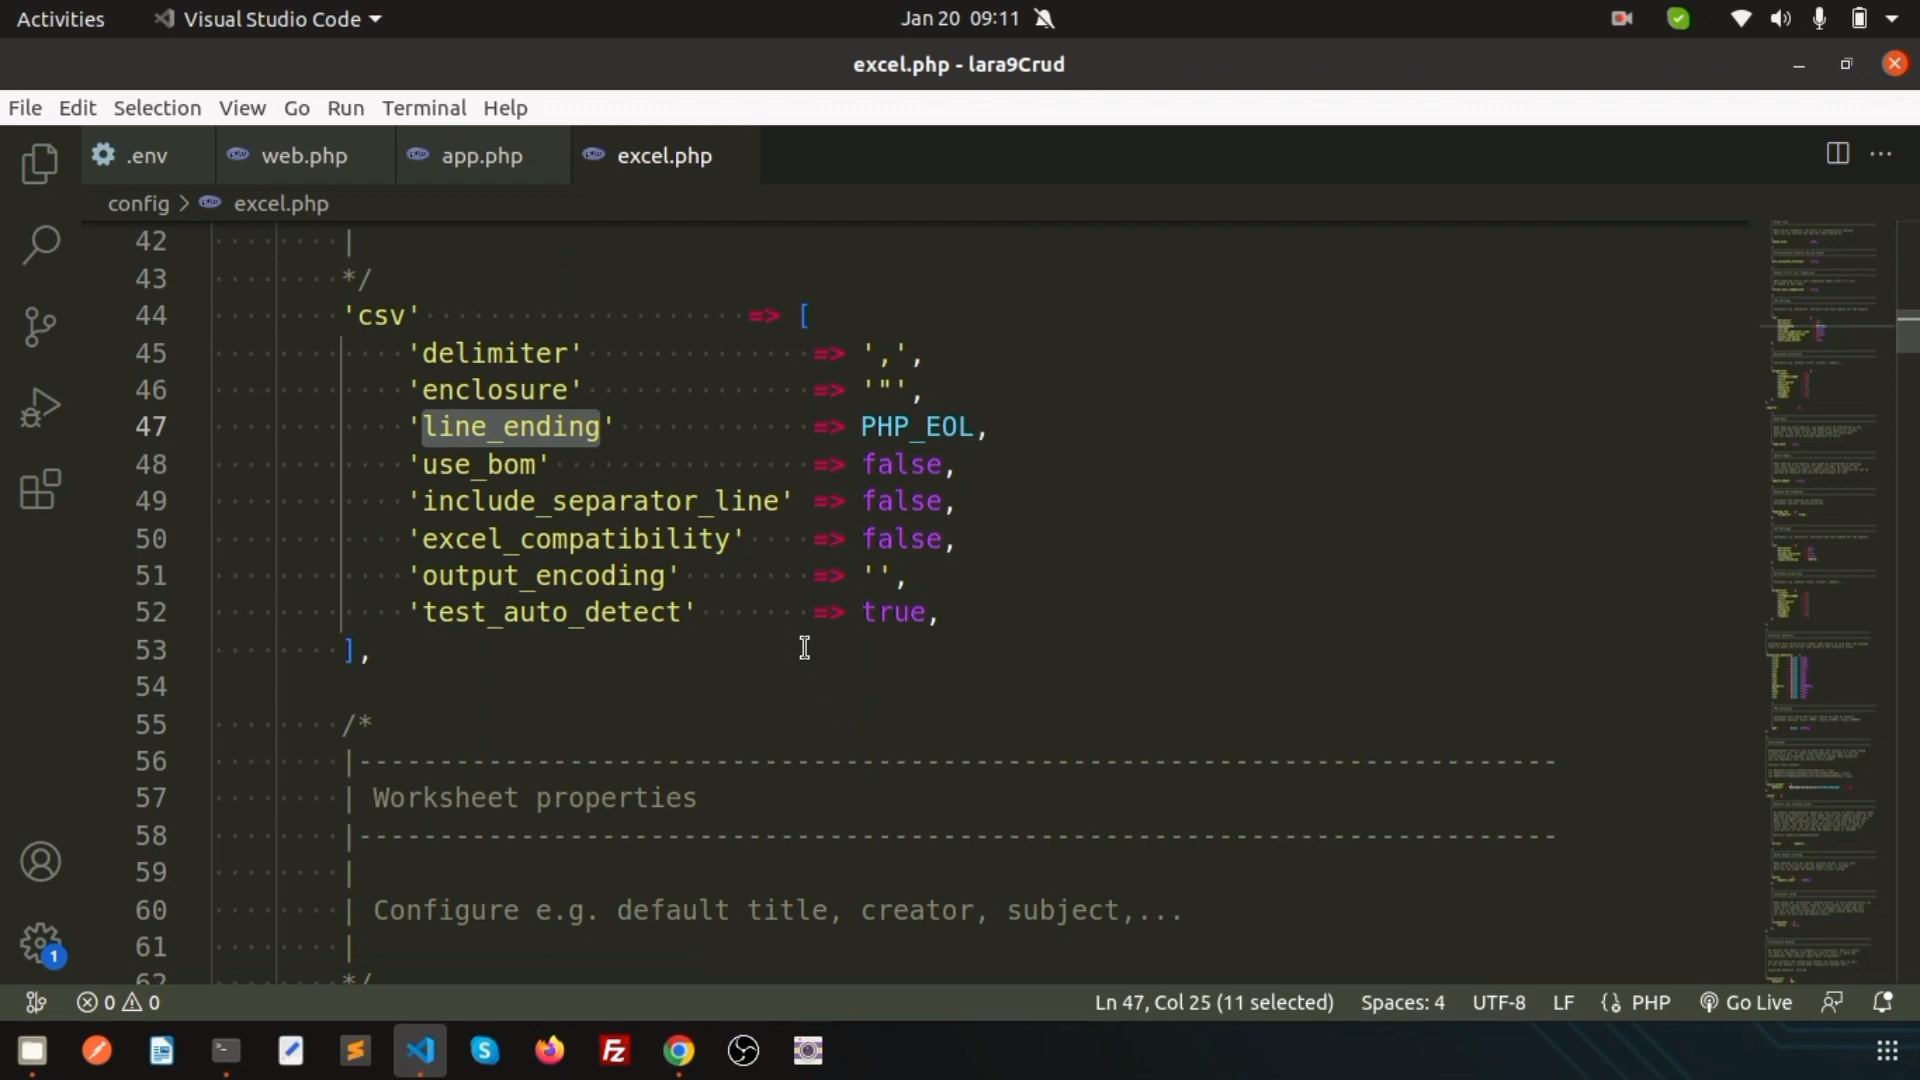 Activities Visual Studio Code Jan 20 09:11
excel.php - lara9Crud
File Edit Selection View Go Run Terminal Help
.env web.php app.php excel.php
config > excel.php
42 |
43 */
44 'csv' => [
45 'delimiter' => ',',
46 'enclosure' => '"',
47 'line_ending' => PHP_EOL,
48 'use_bom' => false,
49 'include_separator_line' => false,
50 'excel_compatibility' => false,
51 'output_encoding' => '',
52 'test_auto_detect' => true,
53 ],
54
55 /*
56 |--------------------------------------------------------------------------
57 | Worksheet properties
58 |--------------------------------------------------------------------------
59 |
60 | Configure e.g. default title, creator, subject,...
61 |
62 */
1
0 0 Ln 47, Col 25 (11 selected) Spaces: 4 UTF-8 LF PHP Go Live